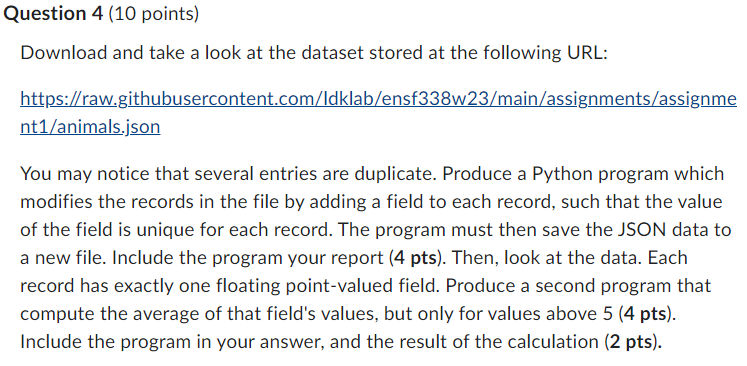 Question 4 (10 points)
Download and take a look at the dataset stored at the following URL:
https://raw.githubusercontent.com/ldklab/ensf338w23/main/assignments/assignme
nt1/animals.json
You may notice that several entries are duplicate. Produce a Python program which
modifies the records in the file by adding a field to each record, such that the value
of the field is unique for each record. The program must then save the JSON data to
a new file. Include the program your report (4 pts). Then, look at the data. Each
record has exactly one floating point-valued field. Produce a second program that
compute the average of that field's values, but only for values above 5 (4 pts).
Include the program in your answer, and the result of the calculation (2 pts).